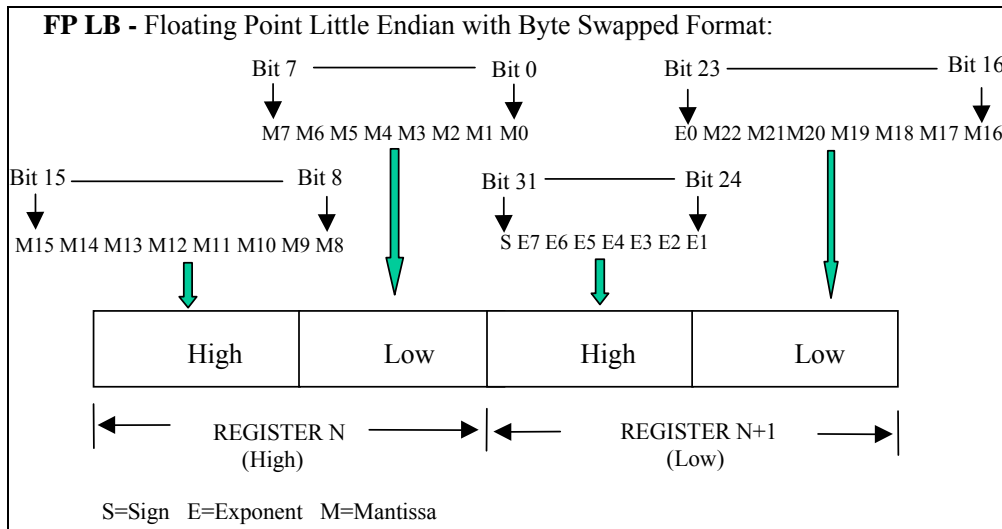 FP LB - Floating Point Little Endian with Byte Swapped Format:
Bit 7 Bit 0 Bit 23 Bit 16
M7 M6 M5 M4 M3 M2 M1 M0 E0 M22 M21M20 M19 M18 M17 M16
Bit 15 Bit 8 Bit 31 Bit 24
M15 M14 M13 M12 M11 M10 M9 M8 S E7 E6 E5 E4 E3 E2 E1
High Low High Low
REGISTER N REGISTER N+1
(High) (Low)
S=Sign E=Exponent M=Mantissa